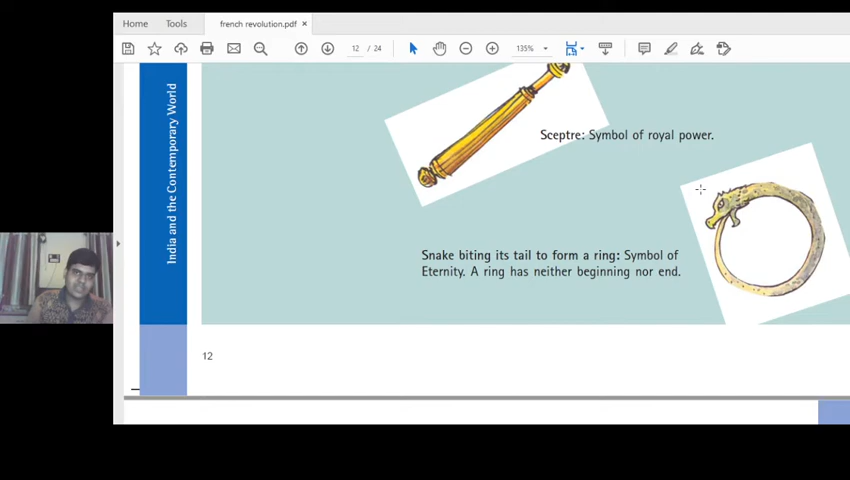 Home
Tools
french revolution.pdf
12 / 24
135%
India and the Contemporary World
Sceptre: Symbol of royal power.
Snake biting its tail to form a ring: Symbol of
Eternity. A ring has neither beginning nor end.
12